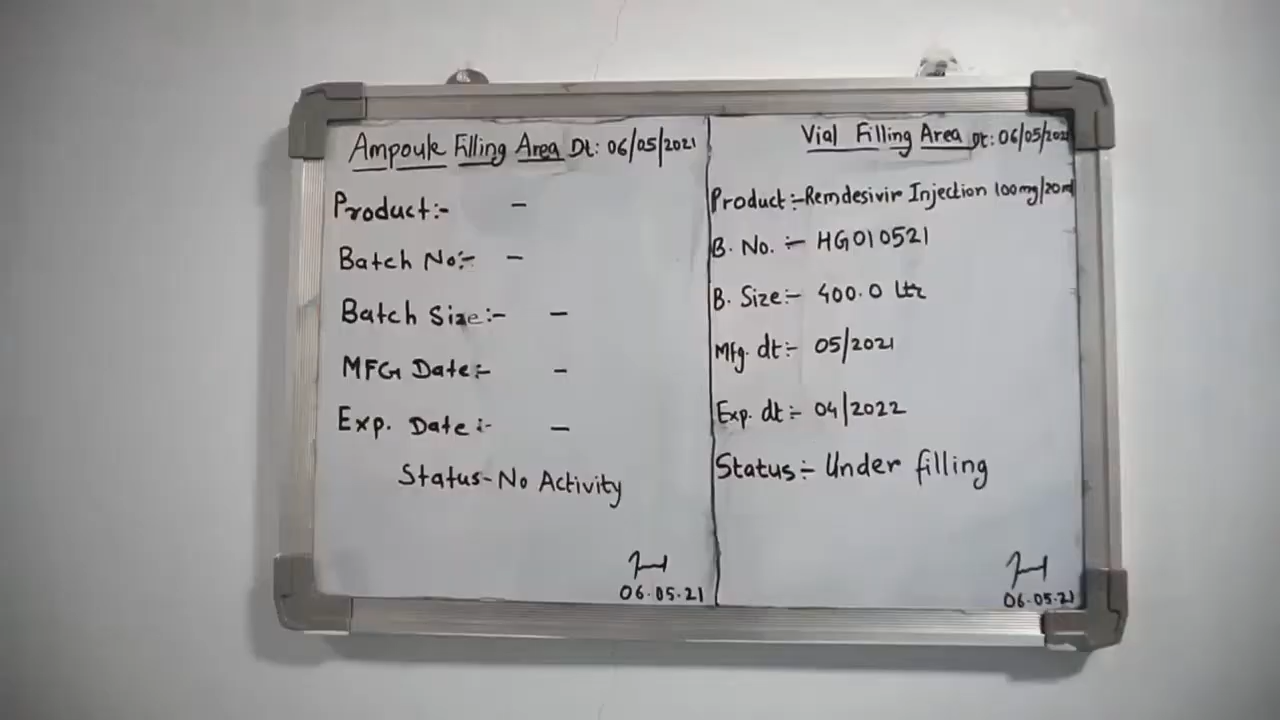 Ampoule Filling Area Dt: 06/05/2021
Product:- -
Batch No:- -
Batch Size:- -
MFG Date:- -
Exp. Date:- -
Status-No Activity
06.05.21
Vial Filling Area Dt: 06/05/2021
Product:-Remdesivir Injection 100mg/20ml
B. No. :- HG010521
B. Size:- 400.0 Ltr
Mfg. dt:- 05/2021
Exp. dt:- 04/2022
Status:- Under filling
06.05.21